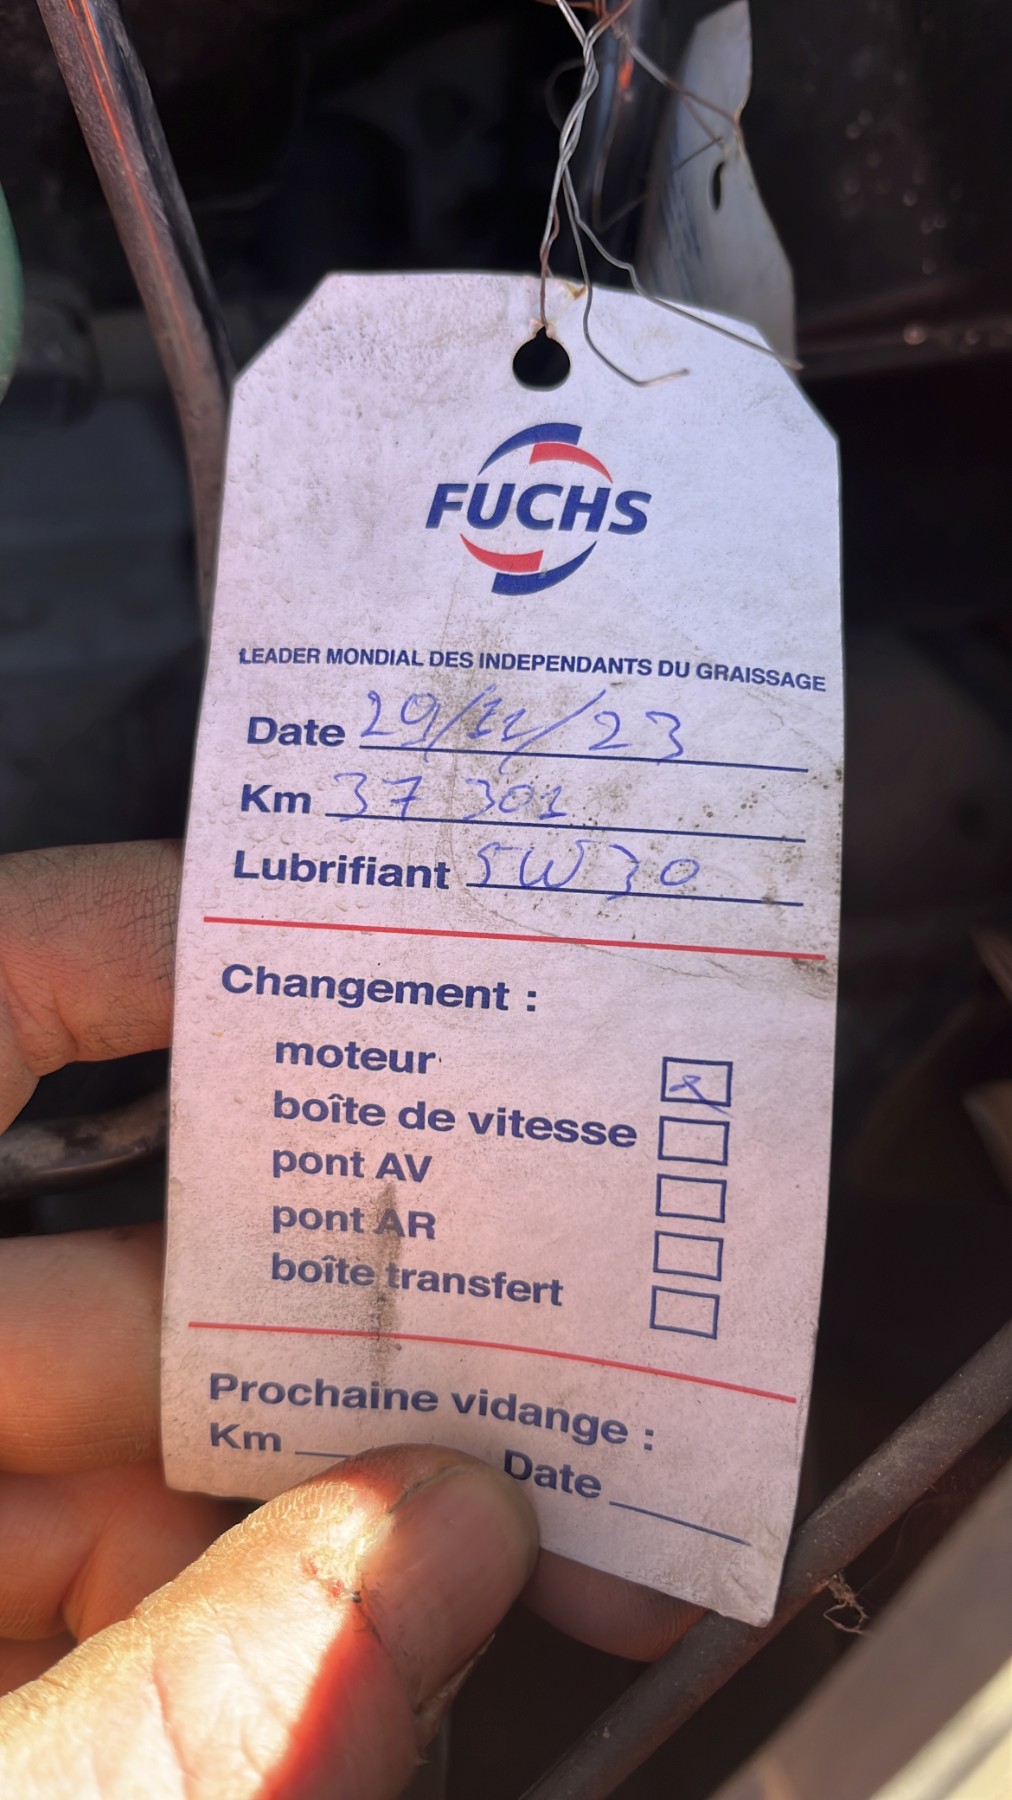 FUCHS
LEADER MONDIAL DES INDEPENDANTS DU GRAISSAGE
Date 29/11/23
Km 37 301
Lubrifiant 5W30
Changement :
moteur
boîte de vitesse
pont AV
pont AR
boîte transfert
Prochaine vidange :
Km Date